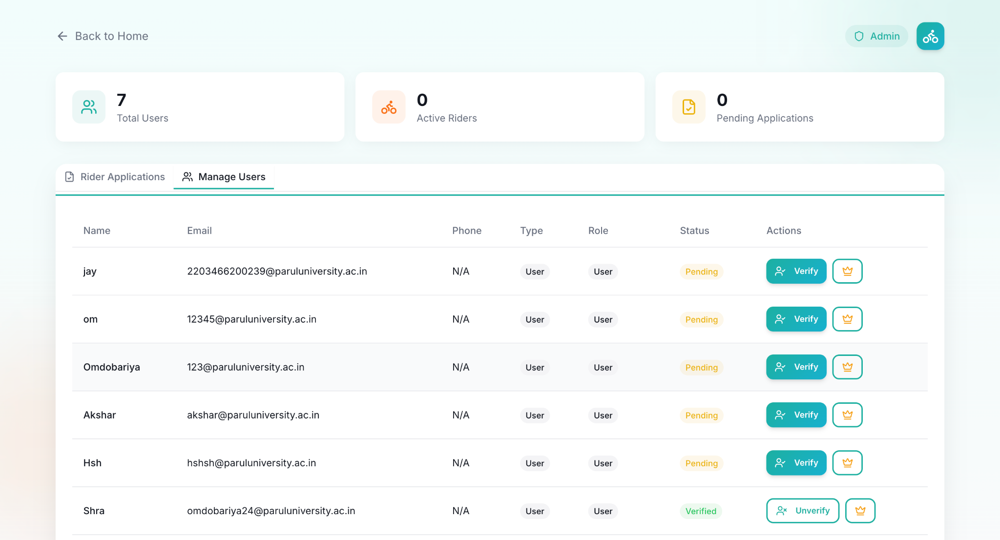 Back to Home
Admin
7
Total Users
0
Active Riders
0
Pending Applications
Rider Applications
Manage Users
Name Email Phone Type Role Status Actions
jay 2203466200239@paruluniversity.ac.in N/A User User Pending Verify
om 12345@paruluniversity.ac.in N/A User User Pending Verify
Omdobariya 123@paruluniversity.ac.in N/A User User Pending Verify
Akshar akshar@paruluniversity.ac.in N/A User User Pending Verify
Hsh hshsh@paruluniversity.ac.in N/A User User Pending Verify
Shra omdobariya24@paruluniversity.ac.in N/A User User Verified Unverify